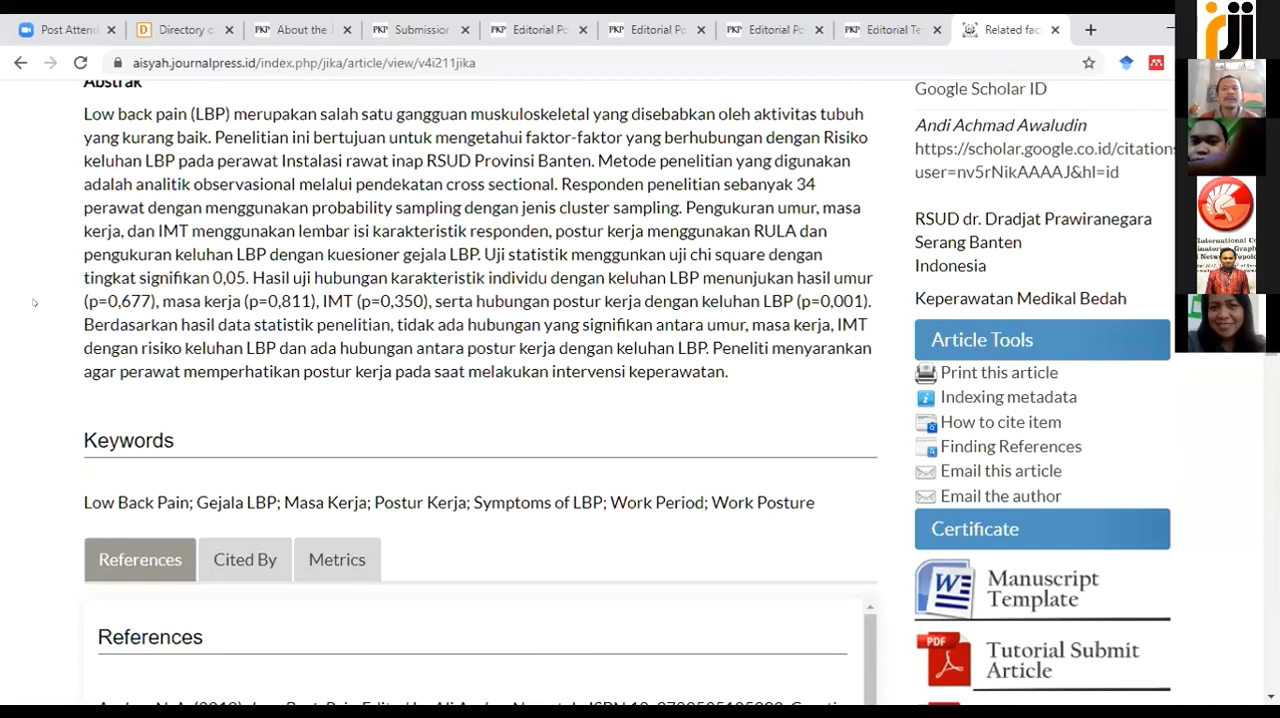 Post Attend
Directory o
About the J
Submission
Editorial Po
Editorial Po
Editorial Po
Editorial Te
Related fac
aisyah.journalpress.id/index.php/jika/article/view/v4i211jika
Abstrak
Low back pain (LBP) merupakan salah satu gangguan muskuloskeletal yang disebabkan oleh aktivitas tubuh
yang kurang baik. Penelitian ini bertujuan untuk mengetahui faktor-faktor yang berhubungan dengan Risiko
keluhan LBP pada perawat Instalasi rawat inap RSUD Provinsi Banten. Metode penelitian yang digunakan
adalah analitik observasional melalui pendekatan cross sectional. Responden penelitian sebanyak 34
perawat dengan menggunakan probability sampling dengan jenis cluster sampling. Pengukuran umur, masa
kerja, dan IMT menggunakan lembar isi karakteristik responden, postur kerja menggunakan RULA dan
pengukuran keluhan LBP dengan kuesioner gejala LBP. Uji statistik menggunkan uji chi square dengan
tingkat signifikan 0,05. Hasil uji hubungan karakteristik individu dengan keluhan LBP menunjukan hasil umur
(p=0,677), masa kerja (p=0,811), IMT (p=0,350), serta hubungan postur kerja dengan keluhan LBP (p=0,001).
Berdasarkan hasil data statistik penelitian, tidak ada hubungan yang signifikan antara umur, masa kerja, IMT
dengan risiko keluhan LBP dan ada hubungan antara postur kerja dengan keluhan LBP. Peneliti menyarankan
agar perawat memperhatikan postur kerja pada saat melakukan intervensi keperawatan.
Keywords
Low Back Pain; Gejala LBP; Masa Kerja; Postur Kerja; Symptoms of LBP; Work Period; Work Posture
References
Cited By
Metrics
References
Google Scholar ID
Andi Achmad Awaludin
https://scholar.google.co.id/citations
user=nv5rNikAAAAJ&hl=id
RSUD dr. Dradjat Prawiranegara
Serang Banten
Indonesia
Keperawatan Medikal Bedah
Article Tools
Print this article
Indexing metadata
How to cite item
Finding References
Email this article
Email the author
Certificate
Manuscript
Template
PDF
Tutorial Submit
Article
rji